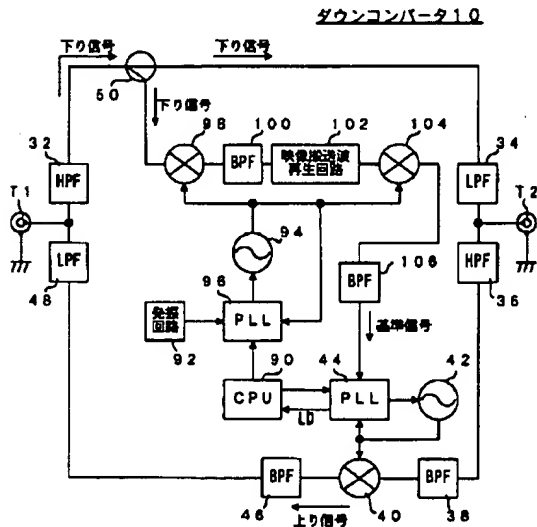 ダウンコンバータ10
下り信号
下り信号
50
下り信号
98
100
102
104
32
BPF
映像搬送波
再生回路
34
HPF
LPF
T1
T2
94
LPF
HPF
48
96
106
BPF
36
発振
回路
PLL
基準信号
92
90
44
42
CPU
PLL
LD
BPF
BPF
46
40
38
上り信号